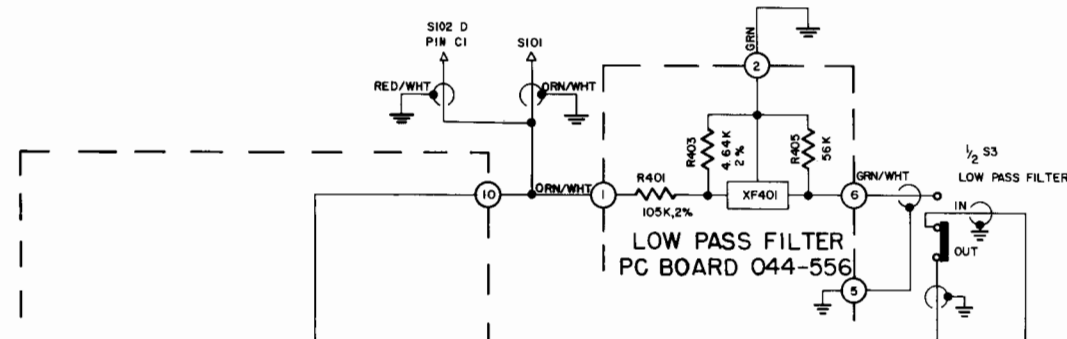 S102 D
PIN C1
S101
RED/WHT
ORN/WHT
GRN
2
R403
4.64K
2%
R405
56K
1/2 S3
LOW PASS FILTER
10
ORN/WHT
1
R401
105K,2%
XF401
6
GRN/WHT
IN
OUT
LOW PASS FILTER
PC BOARD 044-556
5